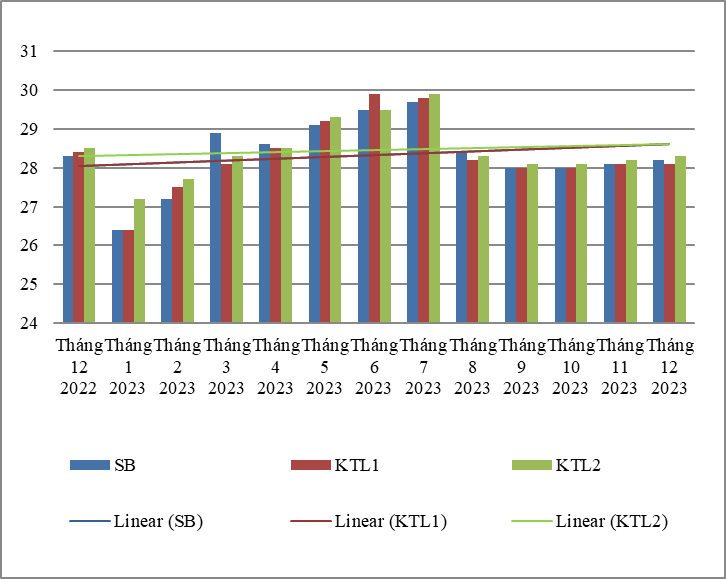 31
30
29
28
27
26
25
24
Tháng Tháng Tháng Tháng Tháng Tháng Tháng Tháng Tháng Tháng Tháng Tháng Tháng
12 1 2 3 4 5 6 7 8 9 10 11 12
2022 2023 2023 2023 2023 2023 2023 2023 2023 2023 2023 2023 2023
SB KTL1 KTL2
Linear (SB) Linear (KTL1) Linear (KTL2)